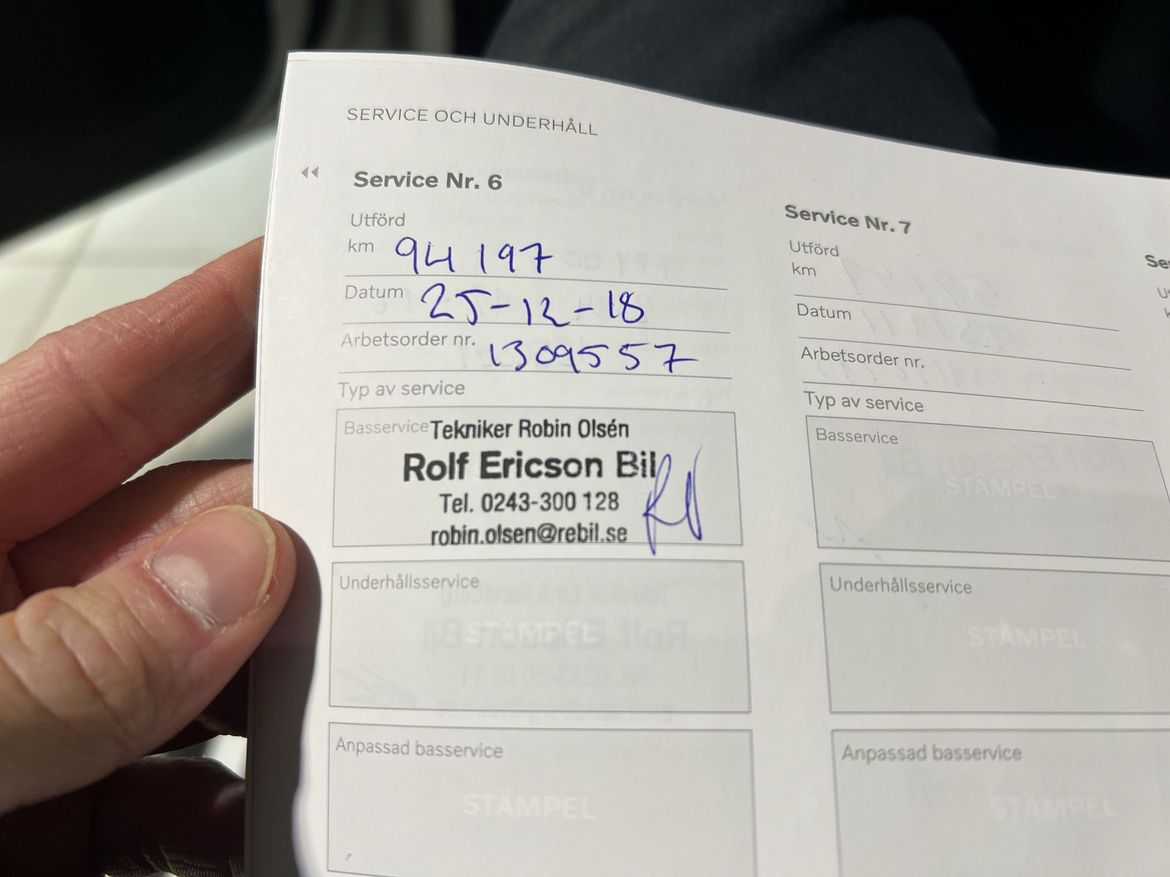 SERVICE OCH UNDERHÅLL
Service Nr. 6
Utförd
km 94 197
Datum 25-12-18
Arbetsorder nr. 1309557
Typ av service
Basservice Tekniker Robin Olsén
Rolf Ericson Bil
Tel. 0243-300 128
robin.olsen@rebil.se
Underhållsservice
STÄMPEL
Anpassad basservice
STÄMPEL
Service Nr. 7
Utförd
km
Datum
Arbetsorder nr.
Typ av service
Basservice
STÄMPEL
Underhållsservice
STÄMPEL
Anpassad basservice
STÄMPEL